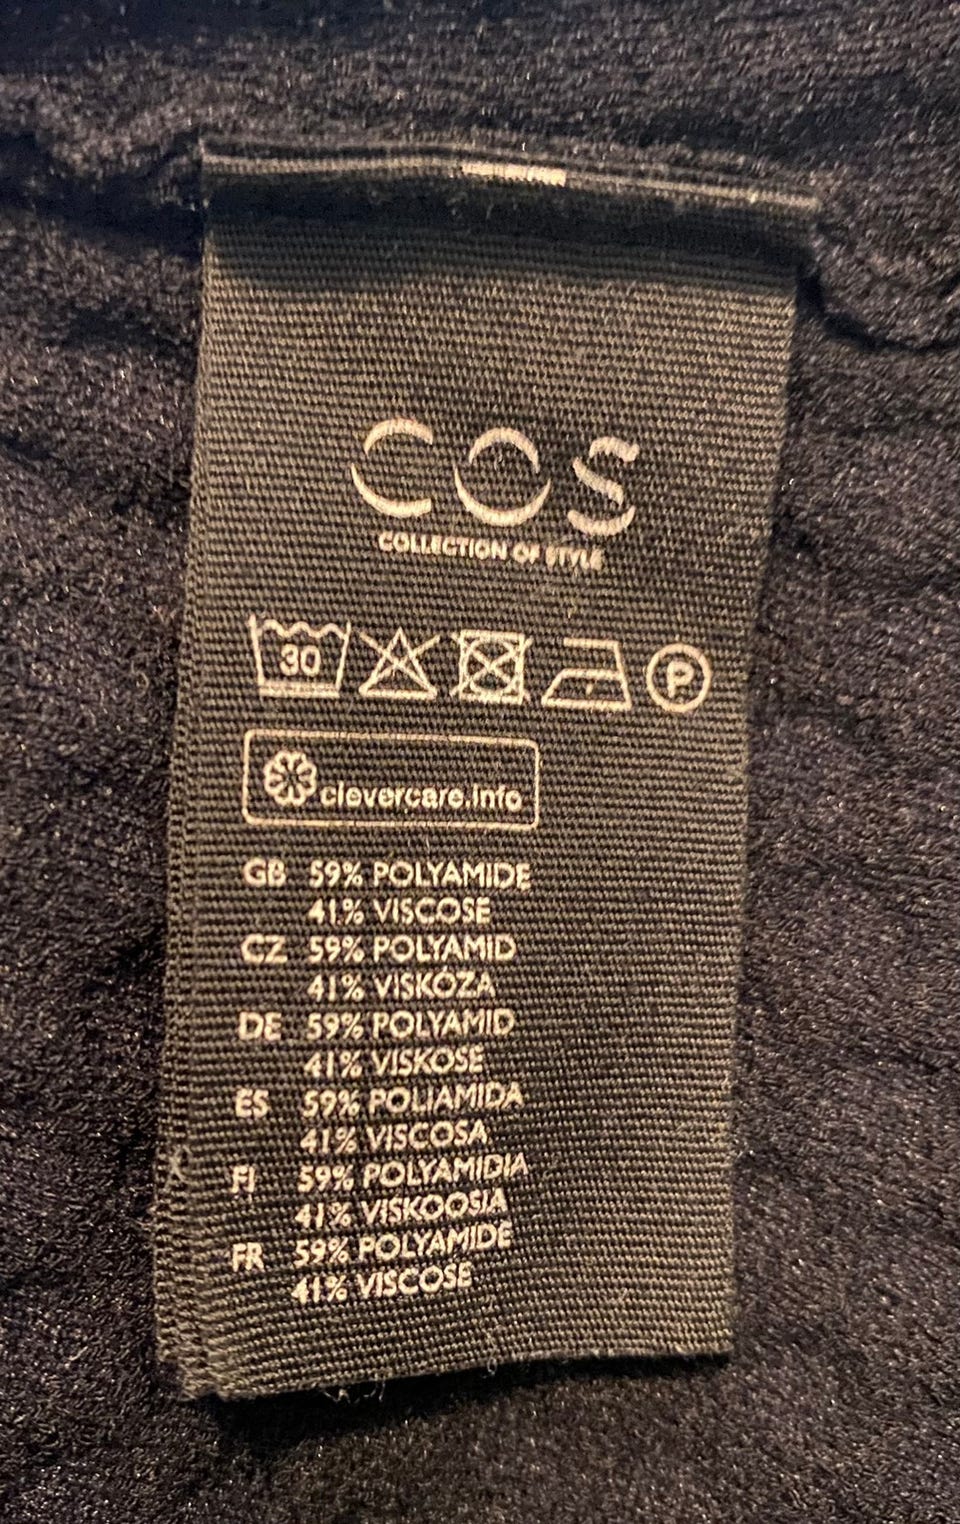 COS
COLLECTION OF STYLE
30 P
clevercare.info
GB 59% POLYAMIDE
41% VISCOSE
CZ 59% POLYAMID
41% VISKÓZA
DE 59% POLYAMID
41% VISKOSE
ES 59% POLIAMIDA
41% VISCOSA
FI 59% POLYAMIDIA
41% VISKOOSIA
FR 59% POLYAMIDE
41% VISCOSE